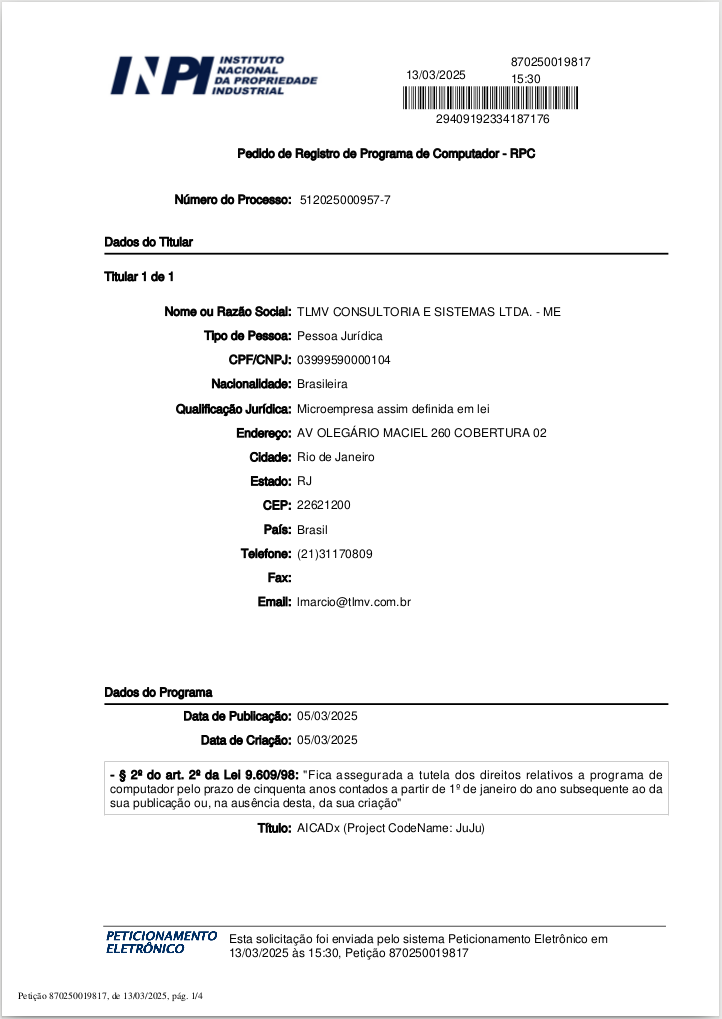 INPI INSTITUTO
NACIONAL
DA PROPRIEDADE
INDUSTRIAL
870250019817
13/03/2025
15:30
29409192334187176
Pedido de Registro de Programa de Computador - RPC
Número do Processo: 512025000957-7
Dados do Titular
Titular 1 de 1
Nome ou Razão Social: TLMV CONSULTORIA E SISTEMAS LTDA. - ME
Tipo de Pessoa: Pessoa Jurídica
CPF/CNPJ: 03999590000104
Nacionalidade: Brasileira
Qualificação Jurídica: Microempresa assim definida em lei
Endereço: AV OLEGÁRIO MACIEL 260 COBERTURA 02
Cidade: Rio de Janeiro
Estado: RJ
CEP: 22621200
País: Brasil
Telefone: (21)31170809
Fax:
Email: lmarcio@tlmv.com.br
Dados do Programa
Data de Publicação: 05/03/2025
Data de Criação: 05/03/2025
- § 2º do art. 2º da Lei 9.609/98: "Fica assegurada a tutela dos direitos relativos a programa de
computador pelo prazo de cinquenta anos contados a partir de 1º de janeiro do ano subsequente ao da
sua publicação ou, na ausência desta, da sua criação"
Título: AICADx (Project CodeName: JuJu)
PETICIONAMENTO
ELETRÔNICO
Esta solicitação foi enviada pelo sistema Peticionamento Eletrônico em
13/03/2025 às 15:30, Petição 870250019817
Petição 870250019817, de 13/03/2025, pág. 1/4